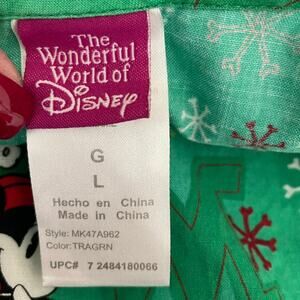 The
Wonderful
World of
Disney
G
L
Hecho en China
Made in China
Style: MK47A962
Color: TRAGRN
UPC# 7 2484180066